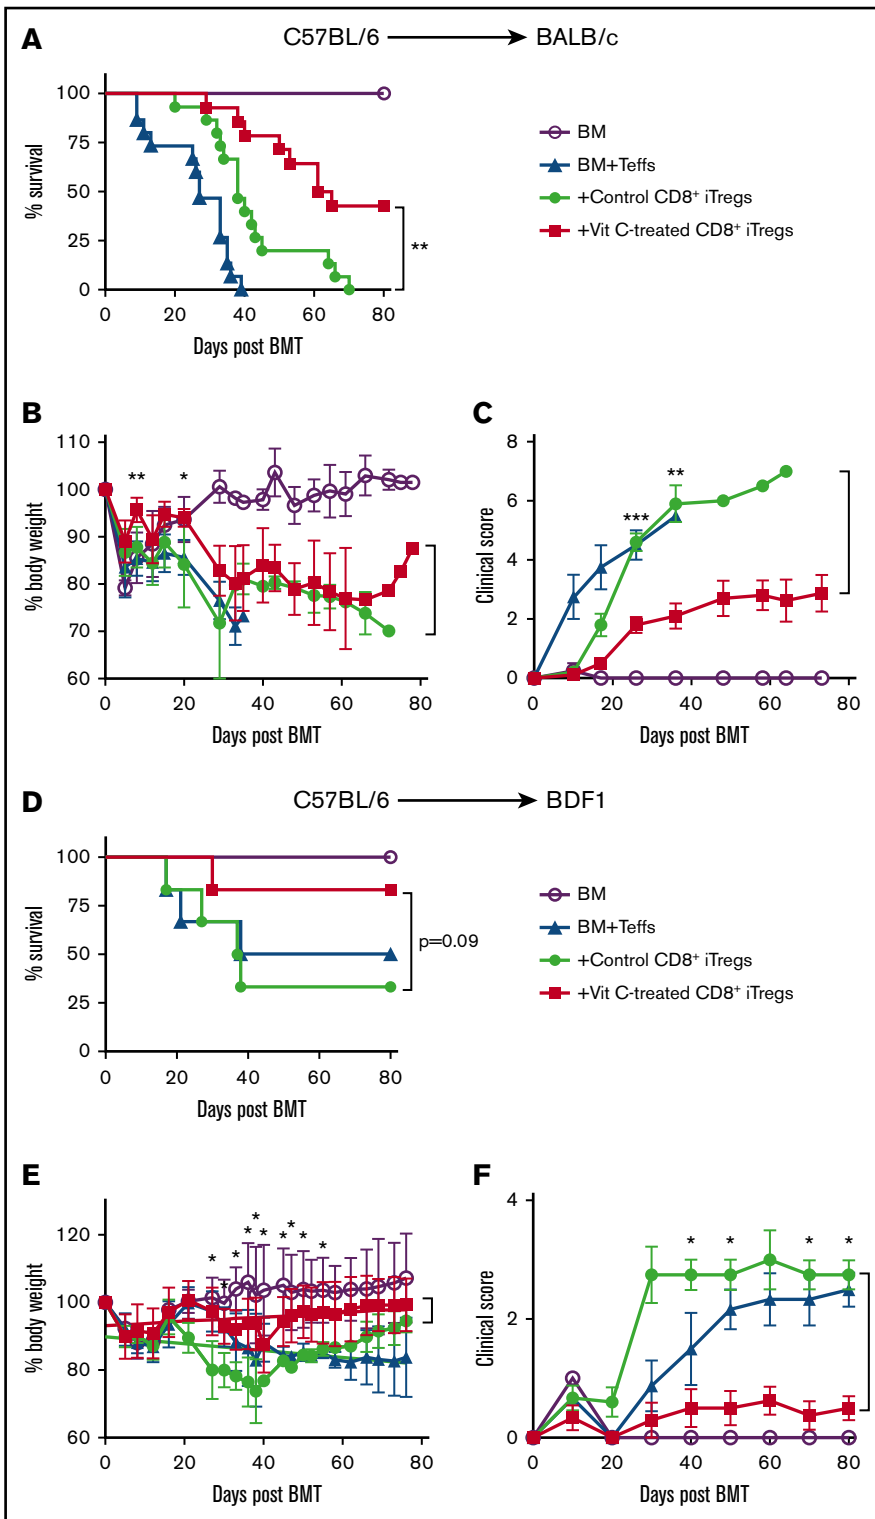 A
C57BL/6 BALB/c
100
75
50
25
0
% survival
0 20 40 60 80
Days post BMT
**
BM
BM+Teffs
+Control CD8⁺ iTregs
+Vit C-treated CD8⁺ iTregs
B
110
100
90
80
70
60
% body weight
** *
0 20 40 60 80
Days post BMT
C
8
6
4
2
0
Clinical score
***
**
0 20 40 60 80
Days post BMT
D
C57BL/6 BDF1
100
75
50
25
0
% survival
0 20 40 60 80
Days post BMT
p=0.09
BM
BM+Teffs
+Control CD8⁺ iTregs
+Vit C-treated CD8⁺ iTregs
E
120
100
80
60
% body weight
* * * * * * * * * *
0 20 40 60 80
Days post BMT
F
4
2
0
Clinical score
* * * *
0 20 40 60 80
Days post BMT